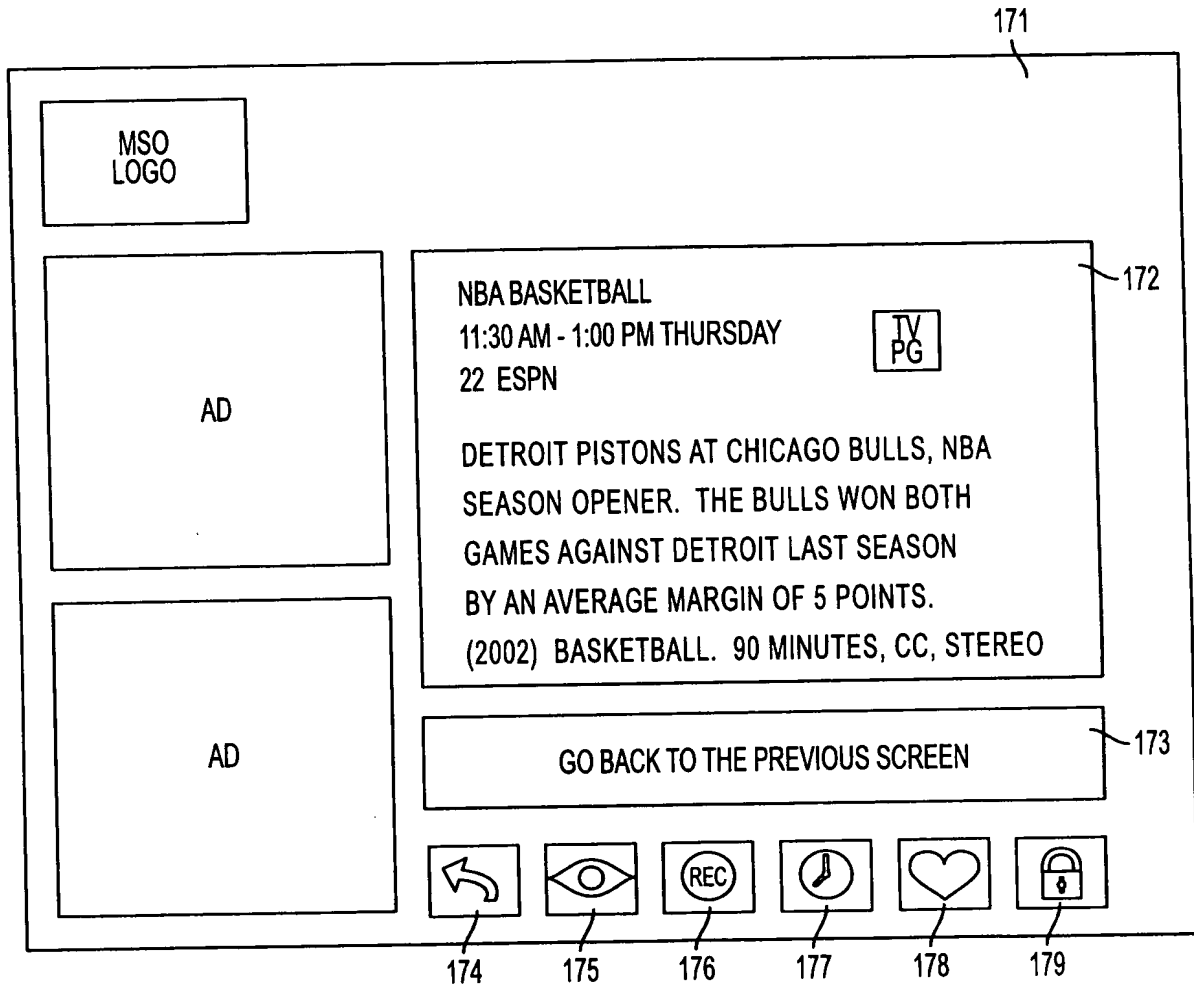 171
MSO
LOGO
AD
NBA BASKETBALL
11:30 AM - 1:00 PM THURSDAY
22 ESPN
TV
PG
172
DETROIT PISTONS AT CHICAGO BULLS, NBA
SEASON OPENER. THE BULLS WON BOTH
GAMES AGAINST DETROIT LAST SEASON
BY AN AVERAGE MARGIN OF 5 POINTS.
(2002) BASKETBALL. 90 MINUTES, CC, STEREO
AD
GO BACK TO THE PREVIOUS SCREEN
173
REC
174
175
176
177
178
179